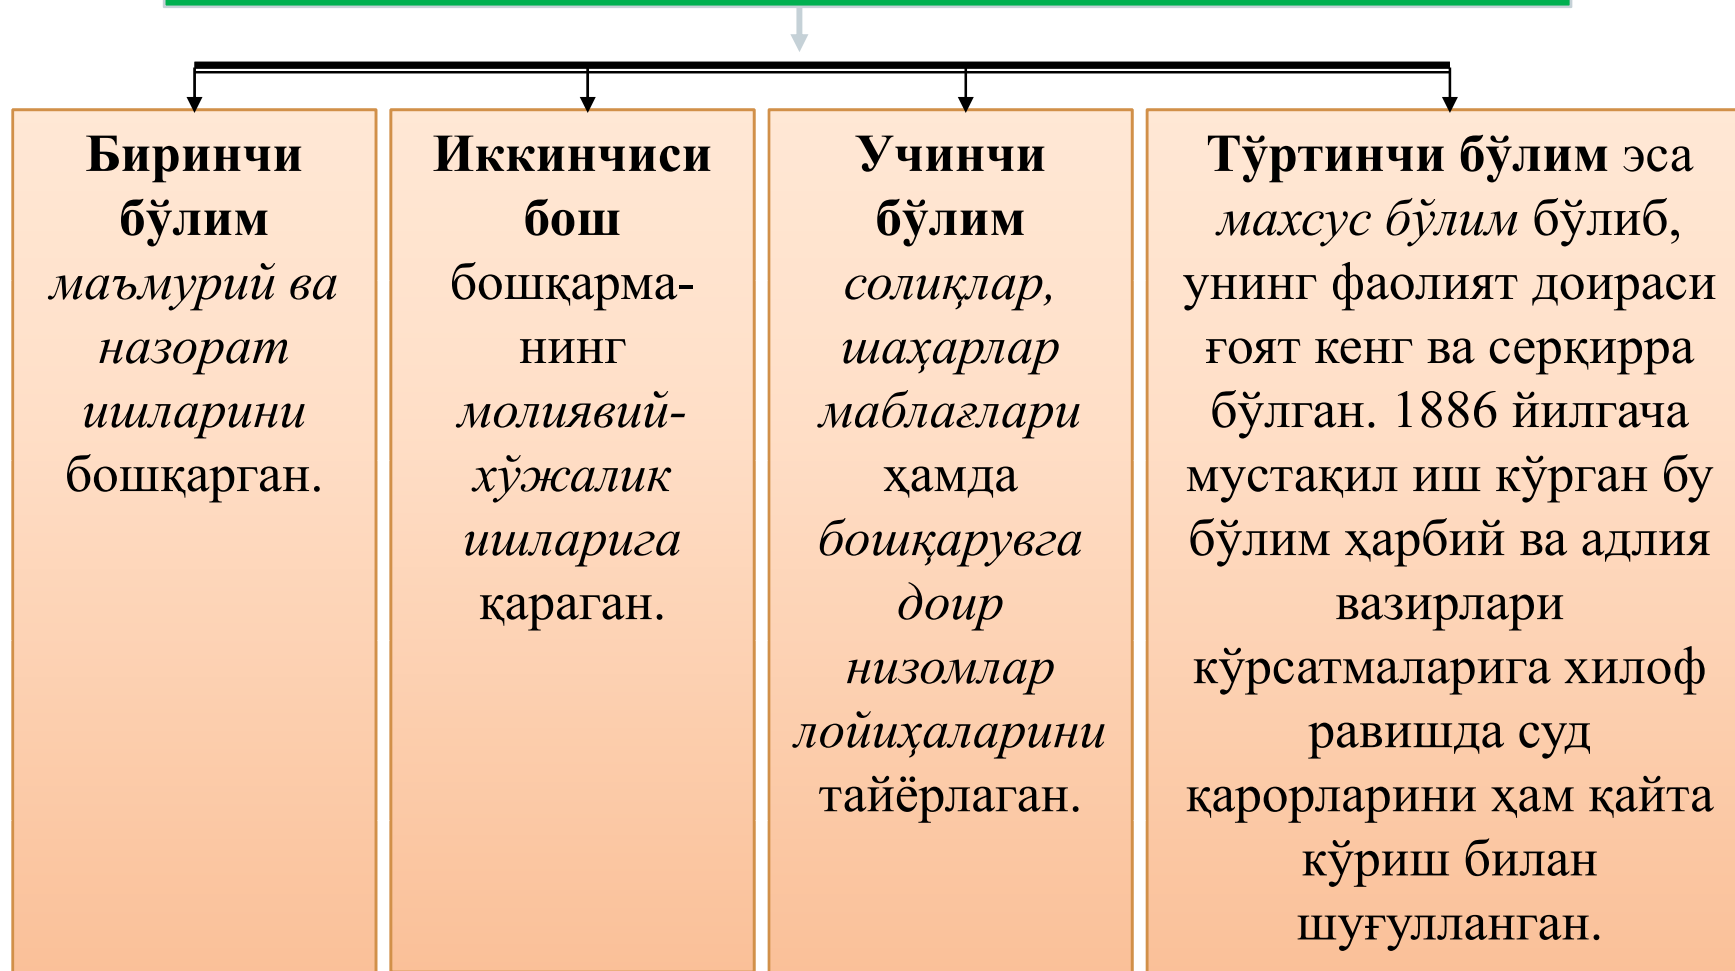 Биринчи
бўлим
маъмурий ва
назорат
ишларини
бошқарган.
Иккинчиси
бош
бошқарма-
нинг
молиявий-
хўжалик
ишларига
қараган.
Учинчи
бўлим
солиқлар,
шаҳарлар
маблағлари
ҳамда
бошқарувга
доир
низомлар
лойиҳаларини
тайёрлаган.
Тўртинчи бўлим эса
махсус бўлим бўлиб,
унинг фаолият доираси
ғоят кенг ва серқирра
бўлган. 1886 йилгача
мустақил иш кўрган бу
бўлим ҳарбий ва адлия
вазирлари
кўрсатмаларига хилоф
равишда суд
қарорларини ҳам қайта
кўриш билан
шуғулланган.